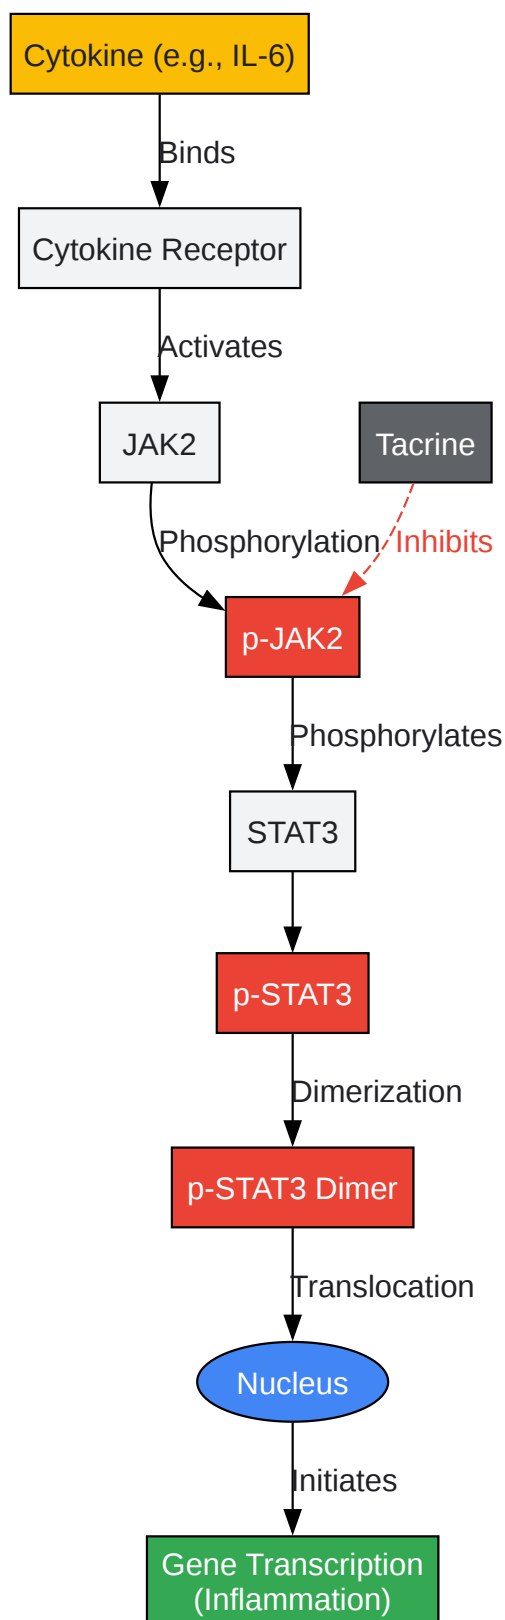 Cytokine (e.g., IL-6)
Binds
Cytokine Receptor
Activates
JAK2
Tacrine
Phosphorylation
Inhibits
p-JAK2
Phosphorylates
STAT3
p-STAT3
Dimerization
p-STAT3 Dimer
Translocation
Nucleus
Initiates
Gene Transcription
(Inflammation)